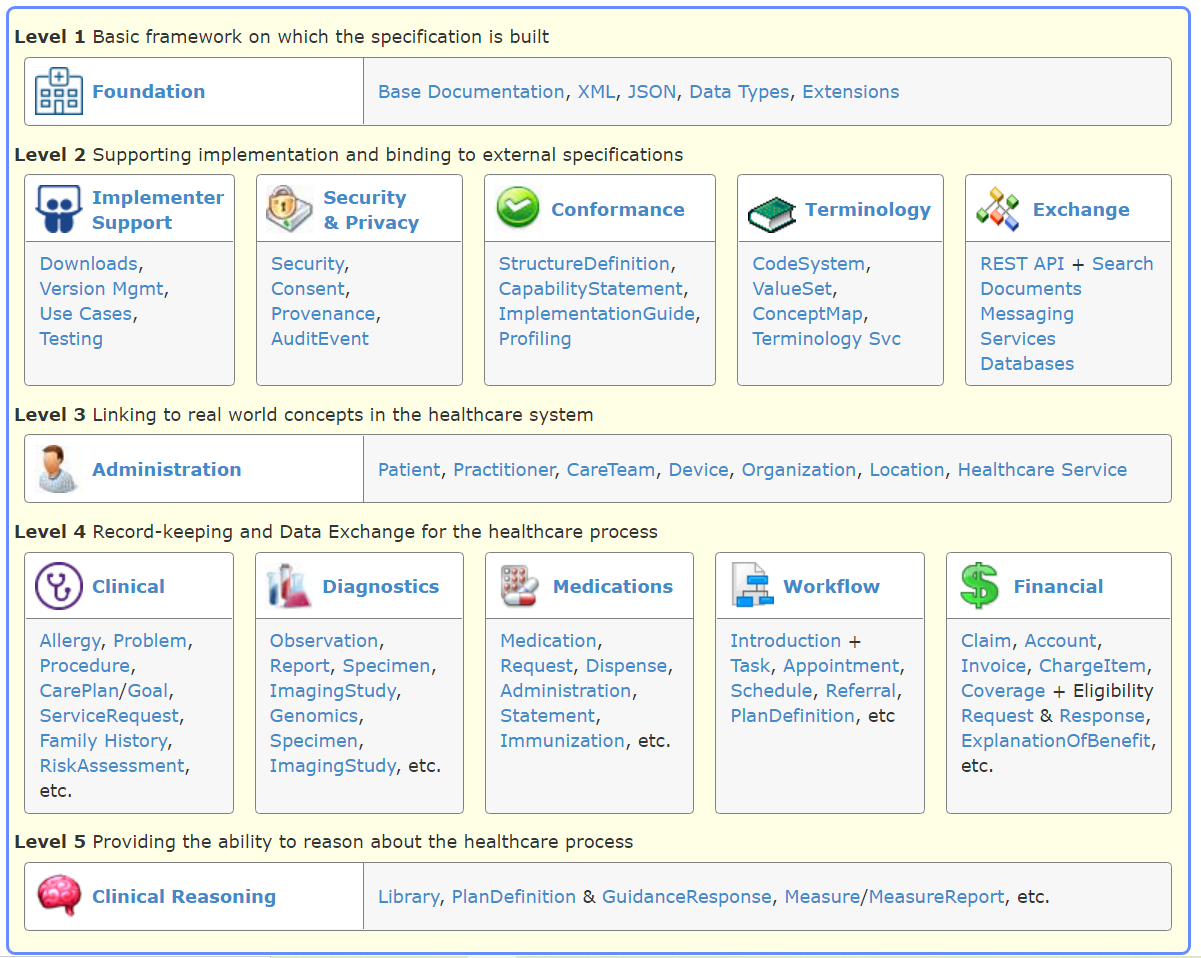 Level 1 Basic framework on which the specification is built
Foundation
Base Documentation, XML, JSON, Data Types, Extensions
Level 2 Supporting implementation and binding to external specifications
Implementer
Support
Downloads,
Version Mgmt,
Use Cases,
Testing
Security
& Privacy
Security,
Consent,
Provenance,
AuditEvent
Conformance
StructureDefinition,
CapabilityStatement,
ImplementationGuide,
Profiling
Terminology
CodeSystem,
ValueSet,
ConceptMap,
Terminology Svc
Exchange
REST API + Search
Documents
Messaging
Services
Databases
Level 3 Linking to real world concepts in the healthcare system
Administration
Patient, Practitioner, CareTeam, Device, Organization, Location, Healthcare Service
Level 4 Record-keeping and Data Exchange for the healthcare process
Clinical
Allergy, Problem,
Procedure,
CarePlan/Goal,
ServiceRequest,
Family History,
RiskAssessment,
etc.
Diagnostics
Observation,
Report, Specimen,
ImagingStudy,
Genomics,
Specimen,
ImagingStudy, etc.
Medications
Medication,
Request, Dispense,
Administration,
Statement,
Immunization, etc.
Workflow
Introduction +
Task, Appointment,
Schedule, Referral,
PlanDefinition, etc
Financial
Claim, Account,
Invoice, ChargeItem,
Coverage + Eligibility
Request & Response,
ExplanationOfBenefit,
etc.
Level 5 Providing the ability to reason about the healthcare process
Clinical Reasoning
Library, PlanDefinition & GuidanceResponse, Measure/MeasureReport, etc.